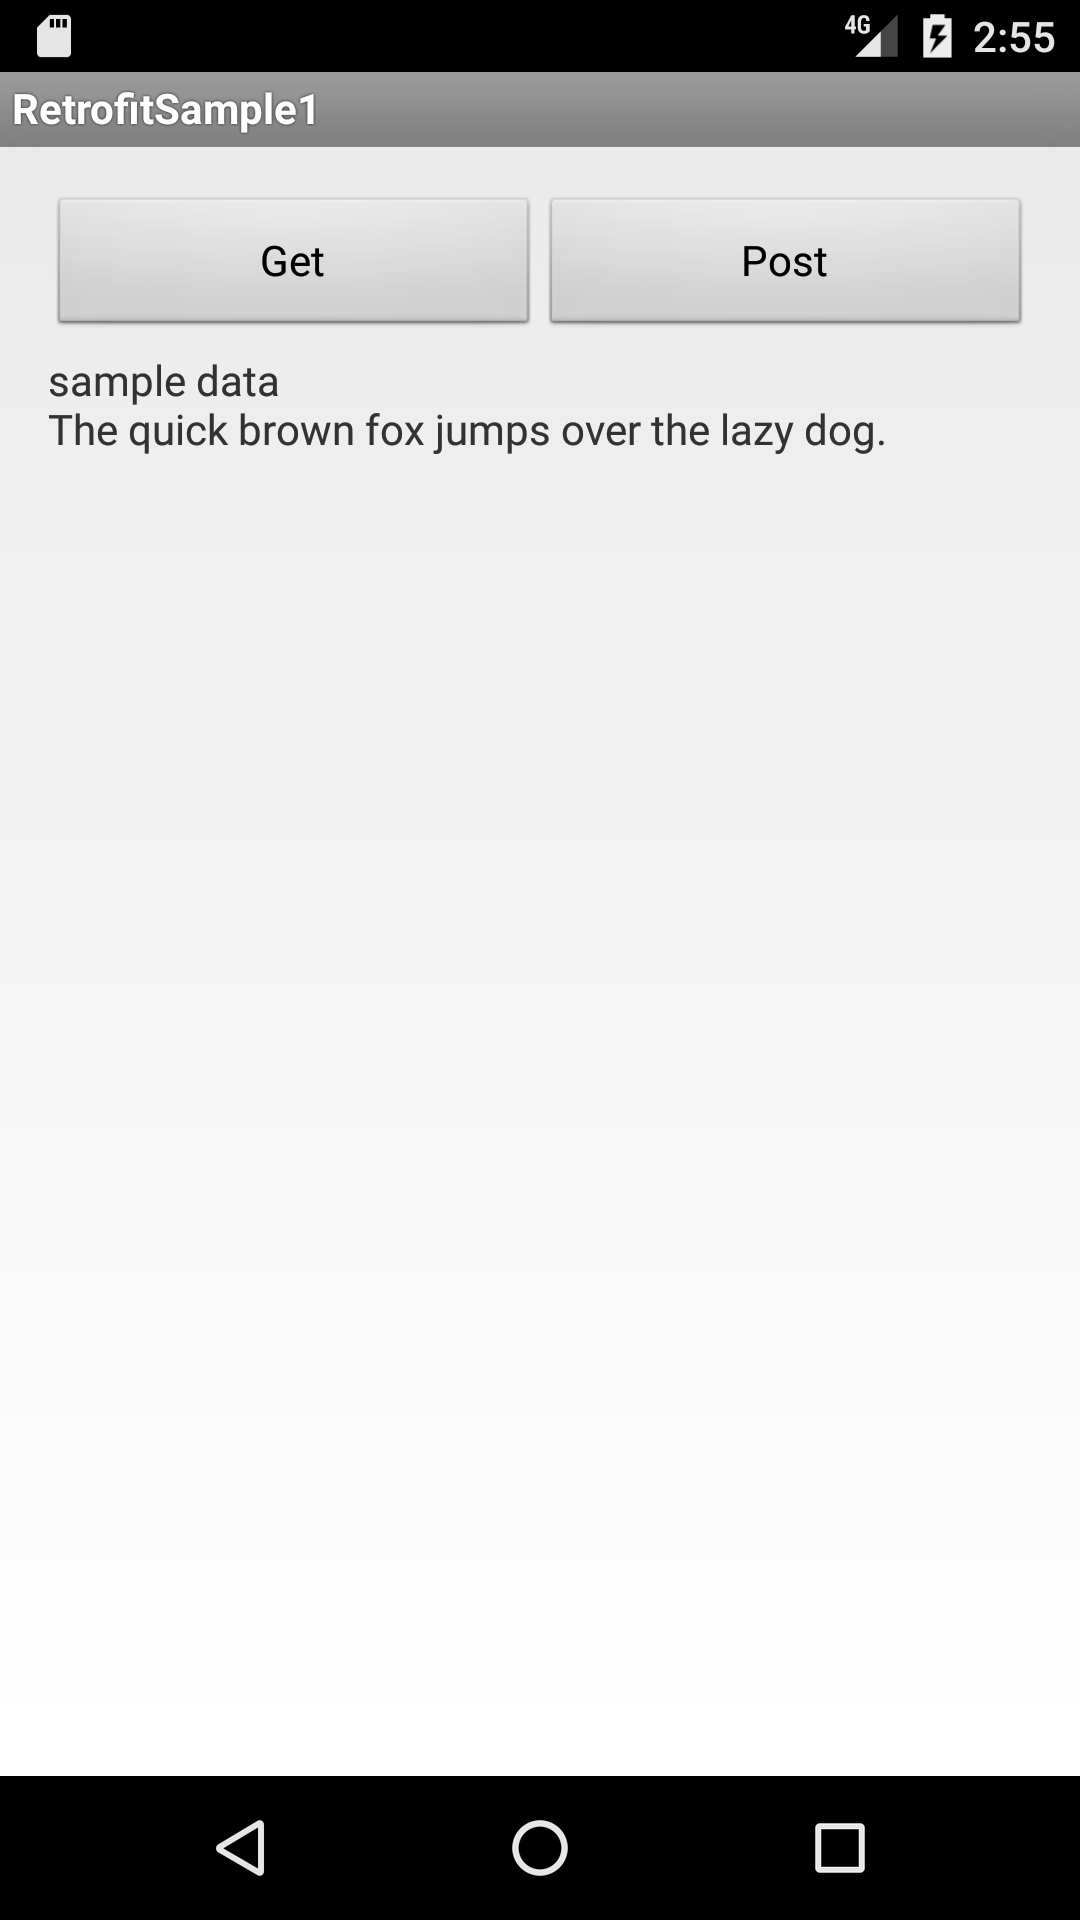 4G 2:55
RetrofitSample1
Get Post
sample data
The quick brown fox jumps over the lazy dog.